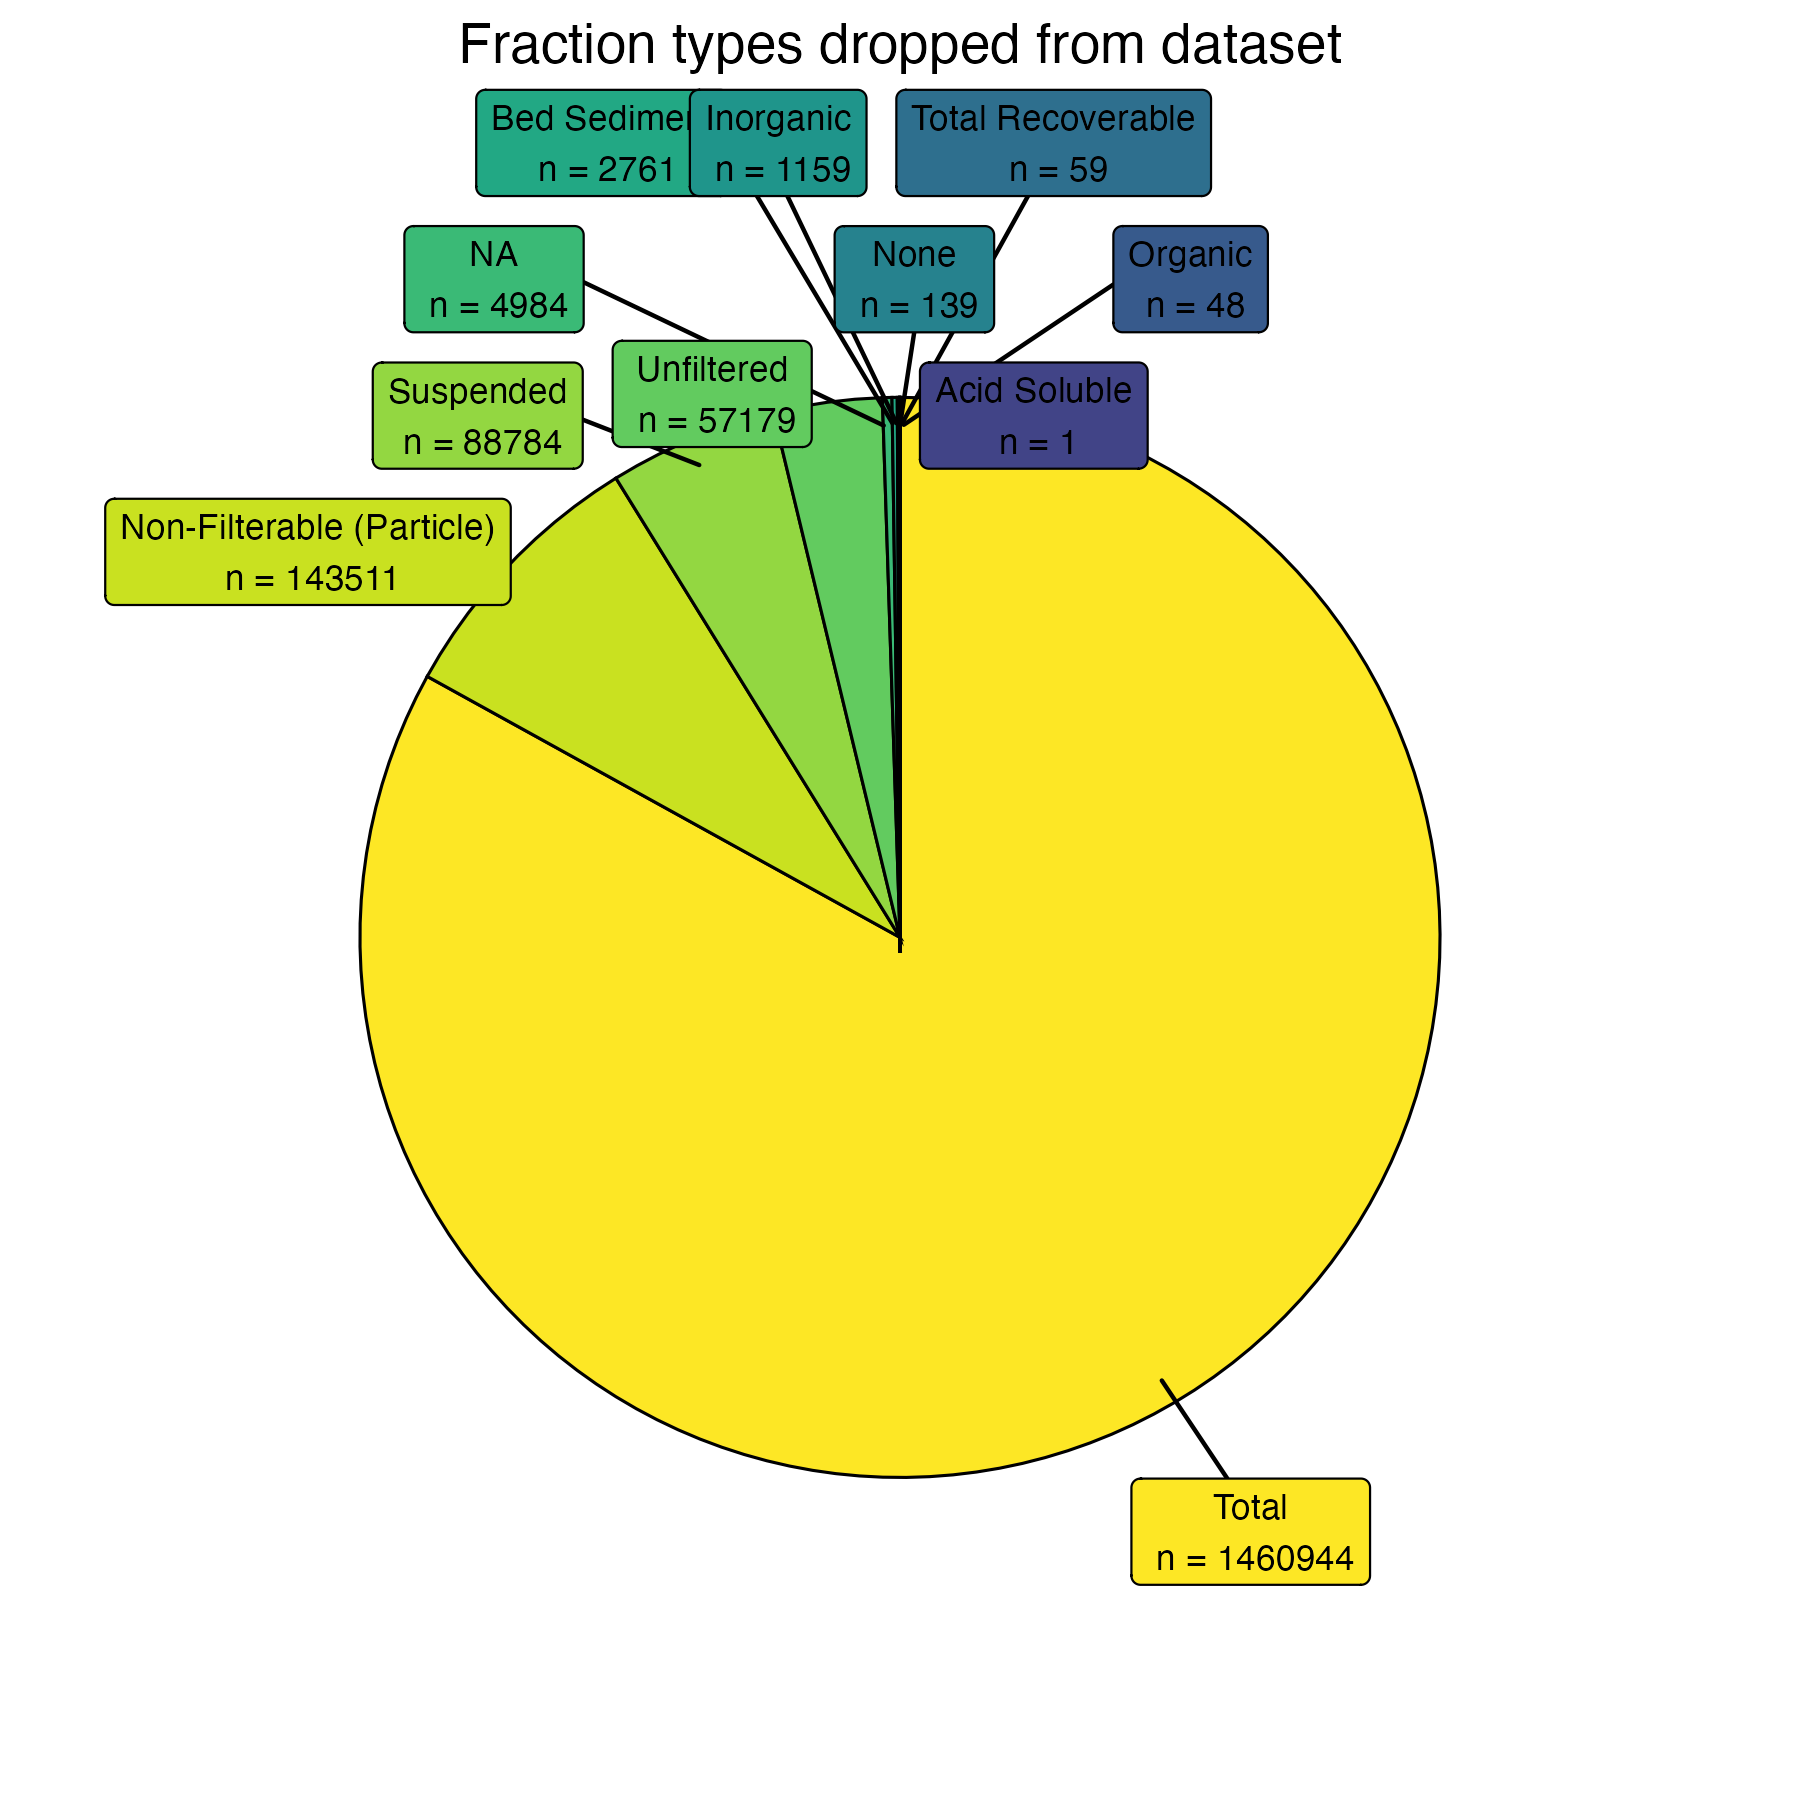 Fraction types dropped from dataset
Bed Sedimen
n = 2761
Inorganic
n = 1159
Total Recoverable
n = 59
NA
n = 4984
None
n = 139
Organic
n = 48
Unfiltered
n = 57179
Suspended
n = 88784
Acid Soluble
n = 1
Non-Filterable (Particle)
n = 143511
Total
n = 1460944